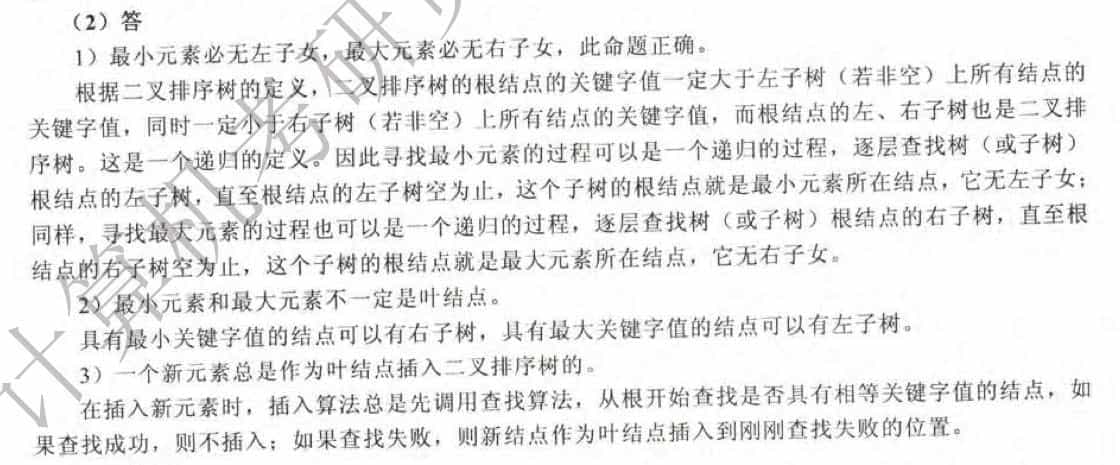 （2）答
1）最小元素必无左子女，最大元素必无右子女，此命题正确。
根据二叉排序树的定义，二叉排序树的根结点的关键字值一定大于左子树（若非空）上所有结点的
关键字值，同时一定小于右子树（若非空）上所有结点的关键字值，而根结点的左、右子树也是二叉排
序树。这是一个递归的定义。因此寻找最小元素的过程可以是一个递归的过程，逐层查找树（或子树）
根结点的左子树，直至根结点的左子树空为止，这个子树的根结点就是最小元素所在结点，它无左子女；
同样，寻找最大元素的过程也可以是一个递归的过程，逐层查找树（或子树）根结点的右子树，直至根
结点的右子树空为止，这个子树的根结点就是最大元素所在结点，它无右子女。
2）最小元素和最大元素不一定是叶结点。
具有最小关键字值的结点可以有右子树，具有最大关键字值的结点可以有左子树。
3）一个新元素总是作为叶结点插入二叉排序树的。
在插入新元素时，插入算法总是先调用查找算法，从根开始查找是否具有相等关键字值的结点，如
果查找成功，则不插入；如果查找失败，则新结点作为叶结点插入到刚刚查找失败的位置。
计算机考研